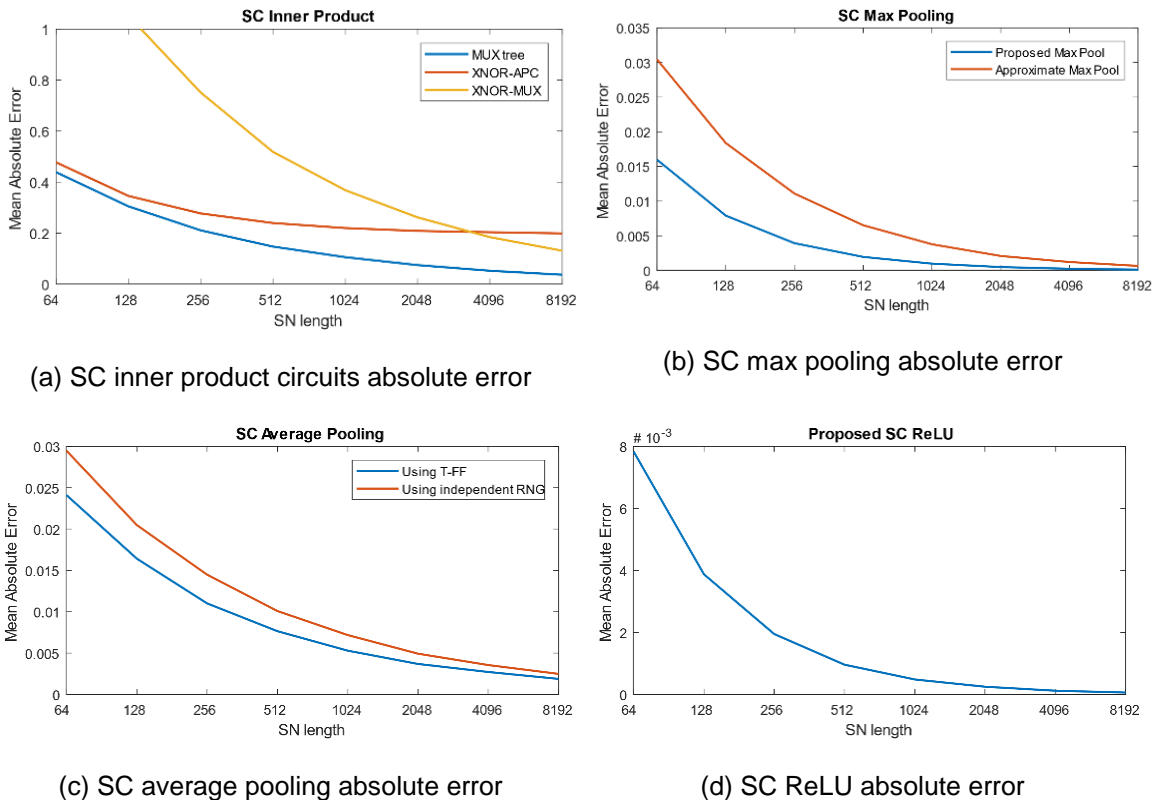 SC Inner Product
1
0.8
0.6
0.4
0.2
0
Mean Absolute Error
MUX tree
XNOR-APC
XNOR-MUX
64 128 256 512 1024 2048 4096 8192
SN length
(a) SC inner product circuits absolute error
SC Max Pooling
0.035
0.03
0.025
0.02
0.015
0.01
0.005
0
Mean Absolute Error
Proposed Max Pool
Approximate Max Pool
64 128 256 512 1024 2048 4096 8192
SN length
(b) SC max pooling absolute error
SC Average Pooling
0.03
0.025
0.02
0.015
0.01
0.005
0
Mean Absolute Error
Using T-FF
Using independent RNG
64 128 256 512 1024 2048 4096 8192
SN length
(c) SC average pooling absolute error
Proposed SC ReLU
# 10^-3
8
6
4
2
0
Mean Absolute Error
64 128 256 512 1024 2048 4096 8192
SN length
(d) SC ReLU absolute error